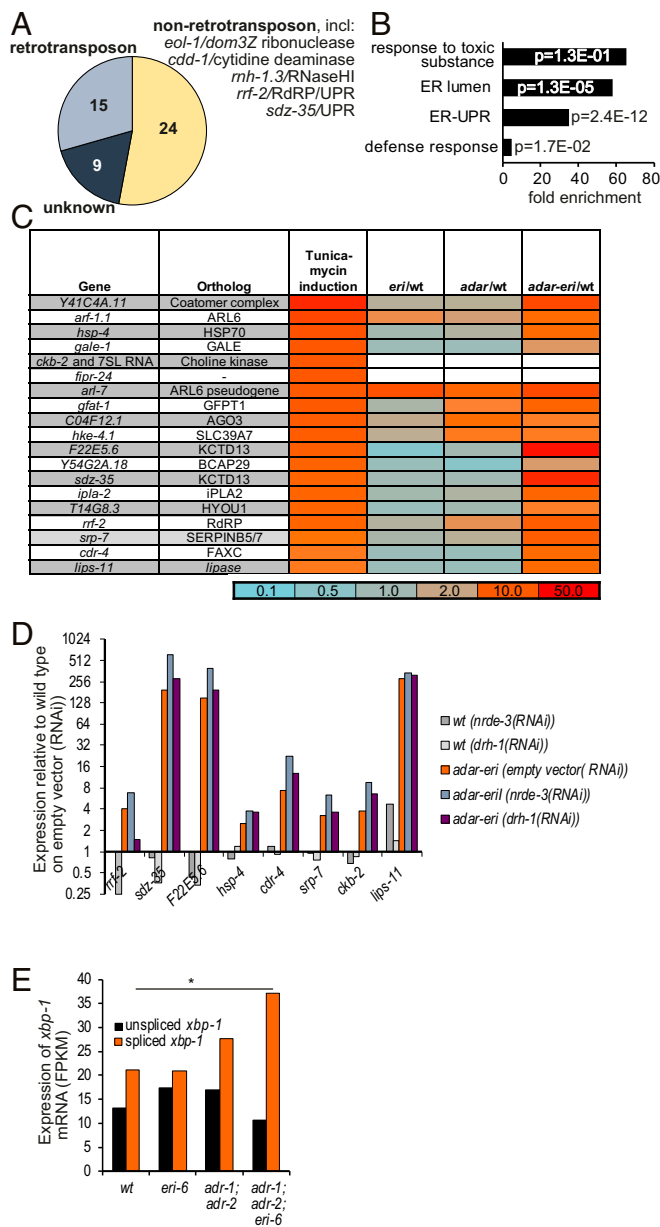 A
retrotransposon
15
24
9
unknown
non-retrotransposon, incl:
eol-1/dom3Z ribonuclease
cdd-1/cytidine deaminase
rnh-1.3/RNaseHI
rrf-2/RdRP/UPR
sdz-35/UPR
B
response to toxic
substance
p=1.3E-01
ER lumen
p=1.3E-05
ER-UPR
p=2.4E-12
defense response
p=1.7E-02
0 20 40 60 80
fold enrichment
C
Gene Ortholog Tunica-
mycin
induction eri/wt adar/wt adar-eri/wt
Y41C4A.11 Coatomer complex
arf-1.1 ARL6
hsp-4 HSP70
gale-1 GALE
ckb-2 and 7SL RNA Choline kinase
fipr-24 -
arl-7 ARL6 pseudogene
gfat-1 GFPT1
C04F12.1 AGO3
hke-4.1 SLC39A7
F22E5.6 KCTD13
Y54G2A.18 BCAP29
sdz-35 KCTD13
ipla-2 iPLA2
T14G8.3 HYOU1
rrf-2 RdRP
srp-7 SERPINB5/7
cdr-4 FAXC
lips-11 lipase
0.1 0.5 1.0 2.0 10.0 50.0
D
Expression relative to wild type
on empty vector (RNAi))
1024
512
256
128
64
32
16
8
4
2
1
0.5
0.25
rrf-2
sdz-35
F22E5.6
hsp-4
cdr-4
srp-7
ckb-2
lips-11
wt (nrde-3(RNAi))
wt (drh-1(RNAi))
adar-eri (empty vector( RNAi))
adar-eril (nrde-3(RNAi))
adar-eri (drh-1(RNAi))
E
Expression of xbp-1
mRNA (FPKM)
40
35
30
25
20
15
10
5
0
*
unspliced xbp-1
spliced xbp-1
wt
eri-6
adr-1;
adr-2
adr-1;
adr-2;
eri-6